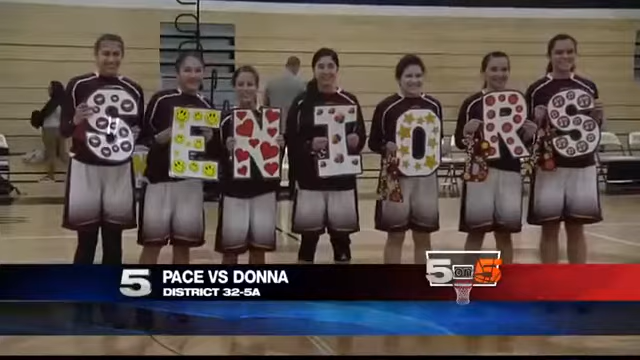 SENIORS
5 PACE VS DONNA
DISTRICT 32-5A
5 on 5